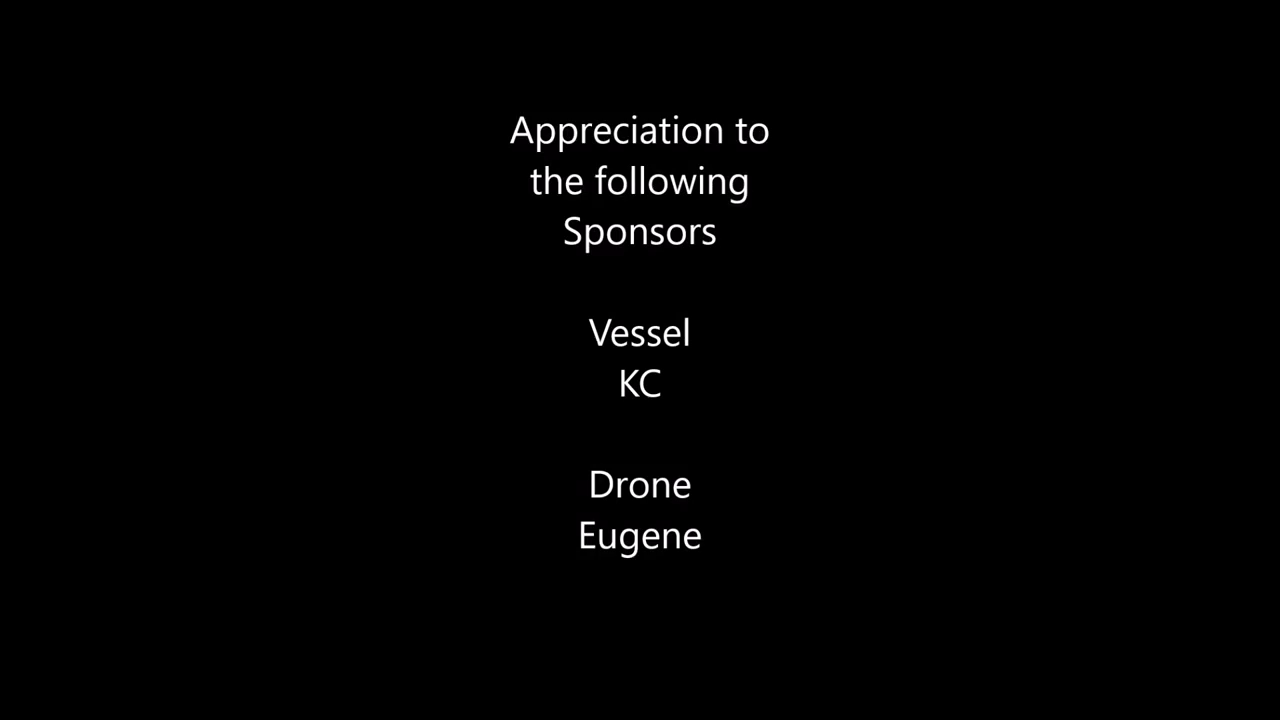 Appreciation to
the following
Sponsors
Vessel
KC
Drone
Eugene